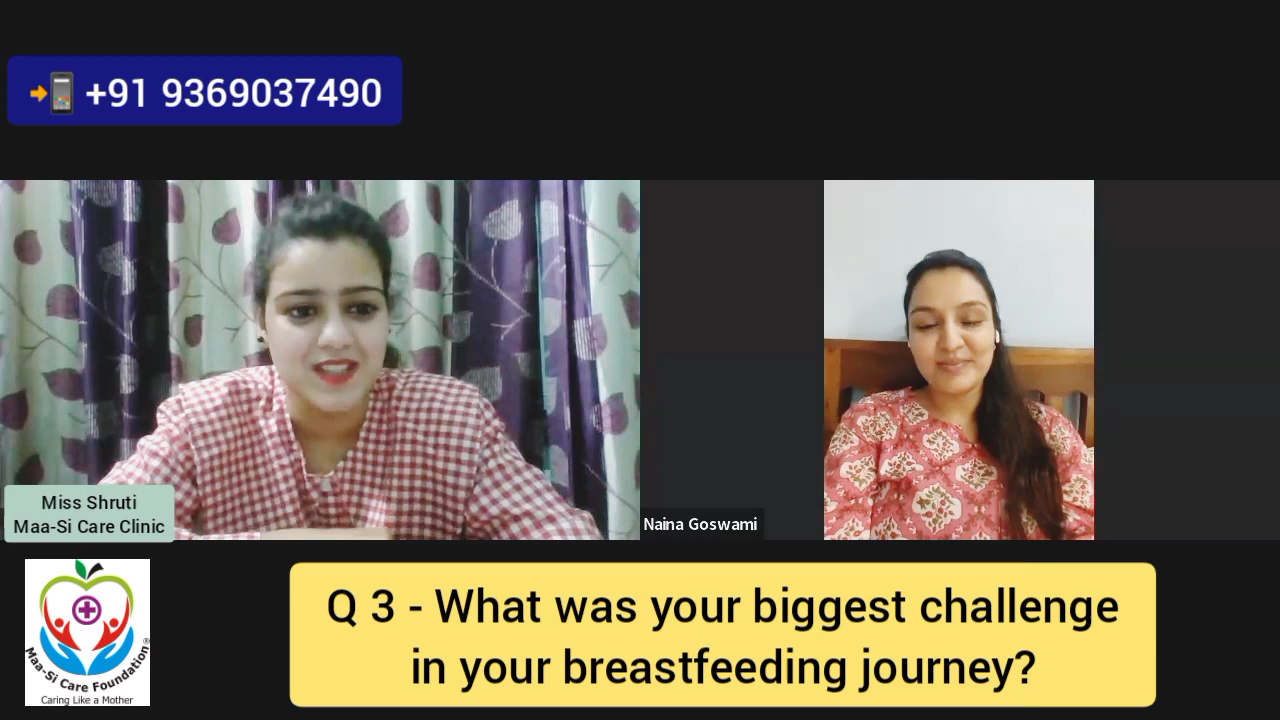 +91 9369037490
Miss Shruti
Maa-Si Care Clinic
Naina Goswami
Maa-Si Care Foundation®
Caring Like a Mother
Q 3 - What was your biggest challenge
in your breastfeeding journey?